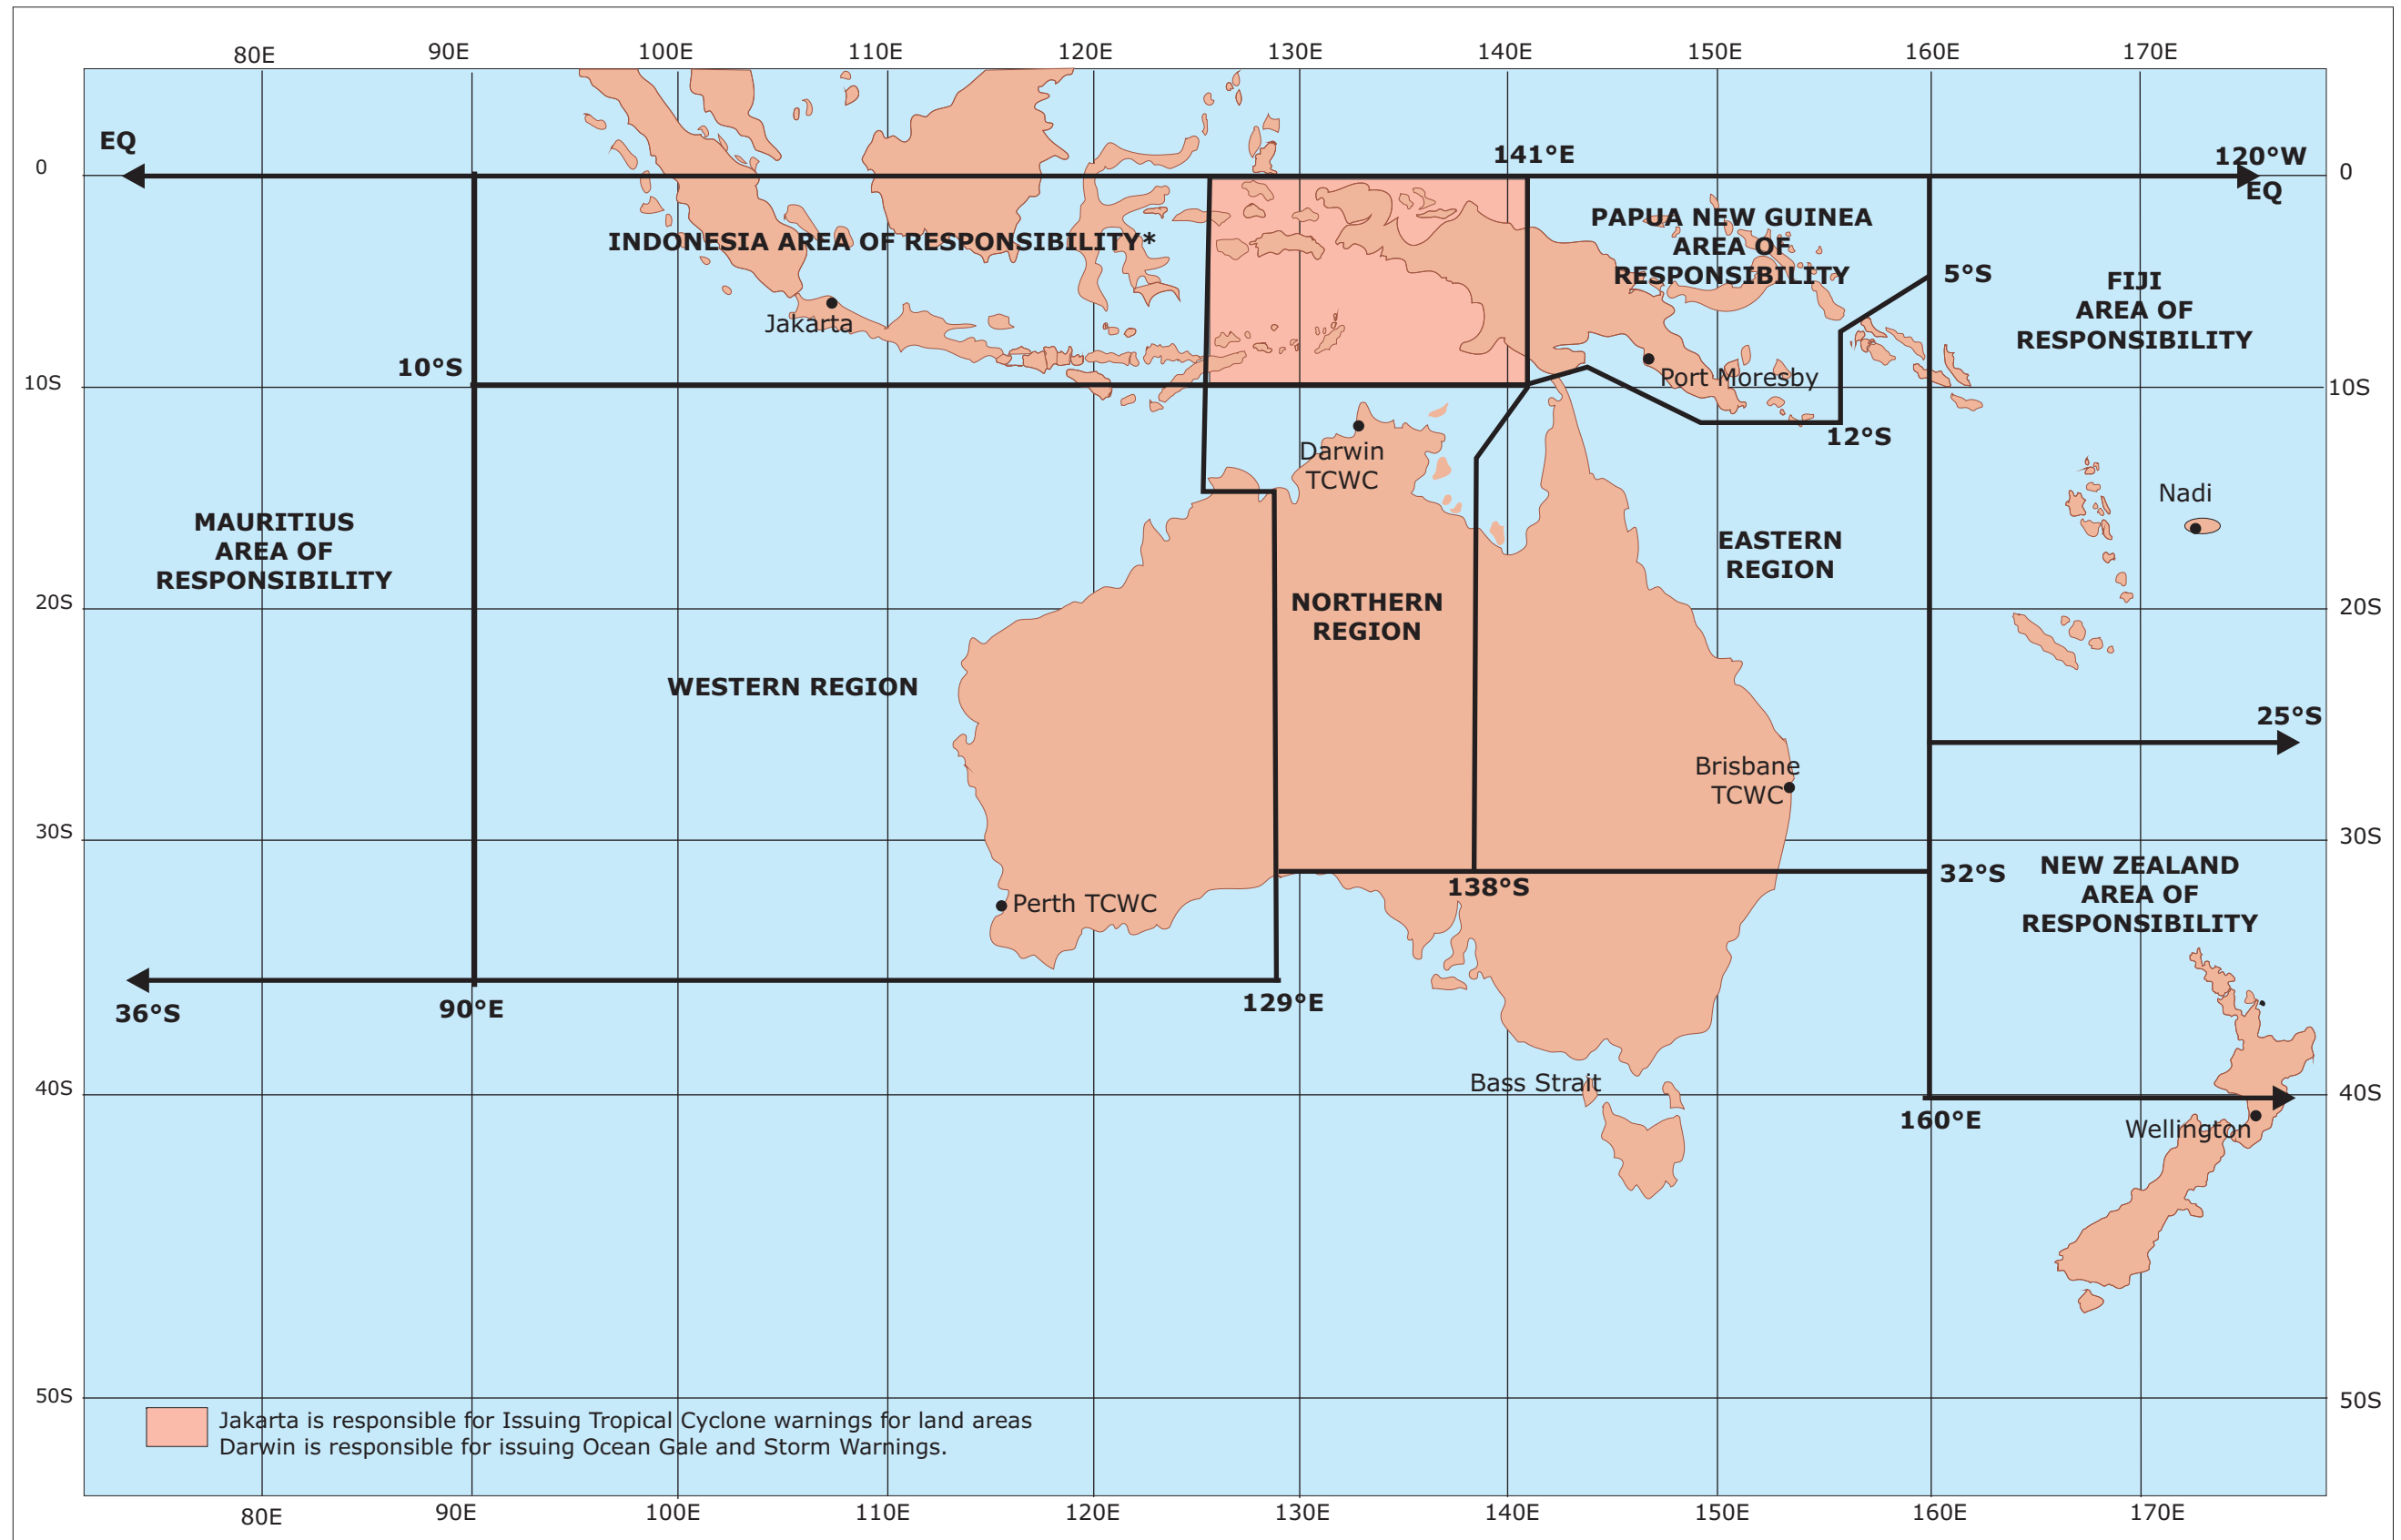 80E
90E
100E
110E
120E
130E
140E
150E
160E
170E
EQ
141°E
120°W
0
0
EQ
PAPUA NEW GUINEA
AREA OF
RESPONSIBILITY
INDONESIA AREA OF RESPONSIBILITY*
5°S
FIJI
AREA OF
RESPONSIBILITY
Jakarta
10°S
Port Moresby
10S
10S
12°S
Darwin
TCWC
Nadi
MAURITIUS
AREA OF
RESPONSIBILITY
EASTERN
REGION
20S
20S
NORTHERN
REGION
WESTERN REGION
25°S
Brisbane
TCWC
30S
30S
138°S
32°S
NEW ZEALAND
AREA OF
RESPONSIBILITY
Perth TCWC
36°S
90°E
129°E
Bass Strait
40S
40S
160°E
Wellington
50S
50S
Jakarta is responsible for Issuing Tropical Cyclone warnings for land areas
Darwin is responsible for issuing Ocean Gale and Storm Warnings.
80E
90E
100E
110E
120E
130E
140E
150E
160E
170E